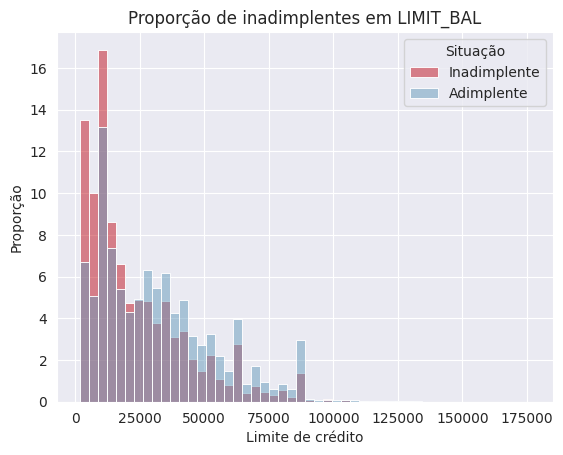 Proporção de inadimplentes em LIMIT_BAL
Situação
Inadimplente
Adimplente
Proporção
16
14
12
10
8
6
4
2
0
0 25000 50000 75000 100000 125000 150000 175000
Limite de crédito